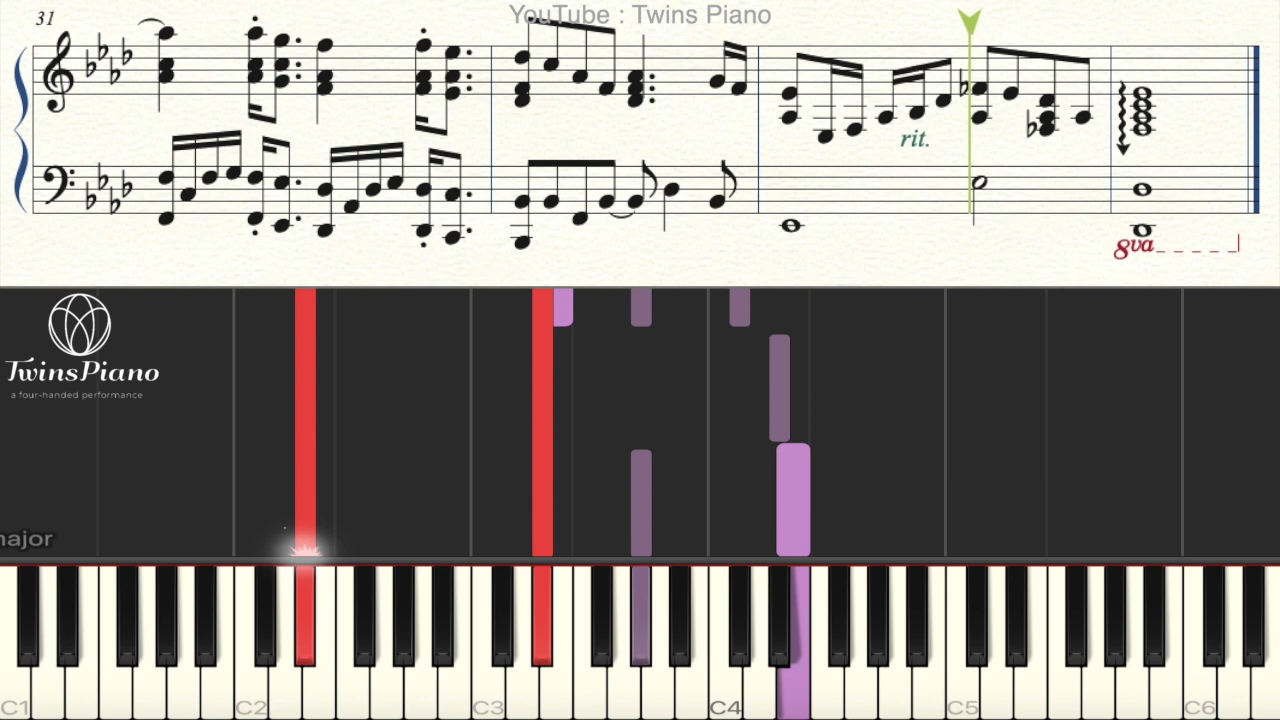 YouTube : Twins Piano
31
rit.
8va
TwinsPiano
a four-handed performance
major
C1 C2 C3 C4 C5 C6